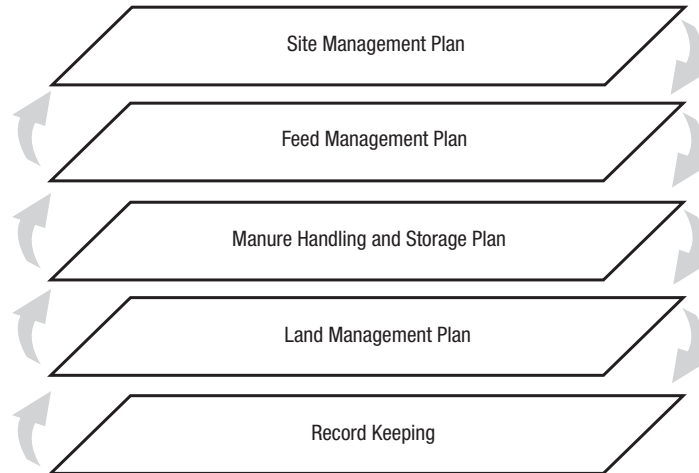 Site Management Plan
Feed Management Plan
Manure Handling and Storage Plan
Land Management Plan
Record Keeping